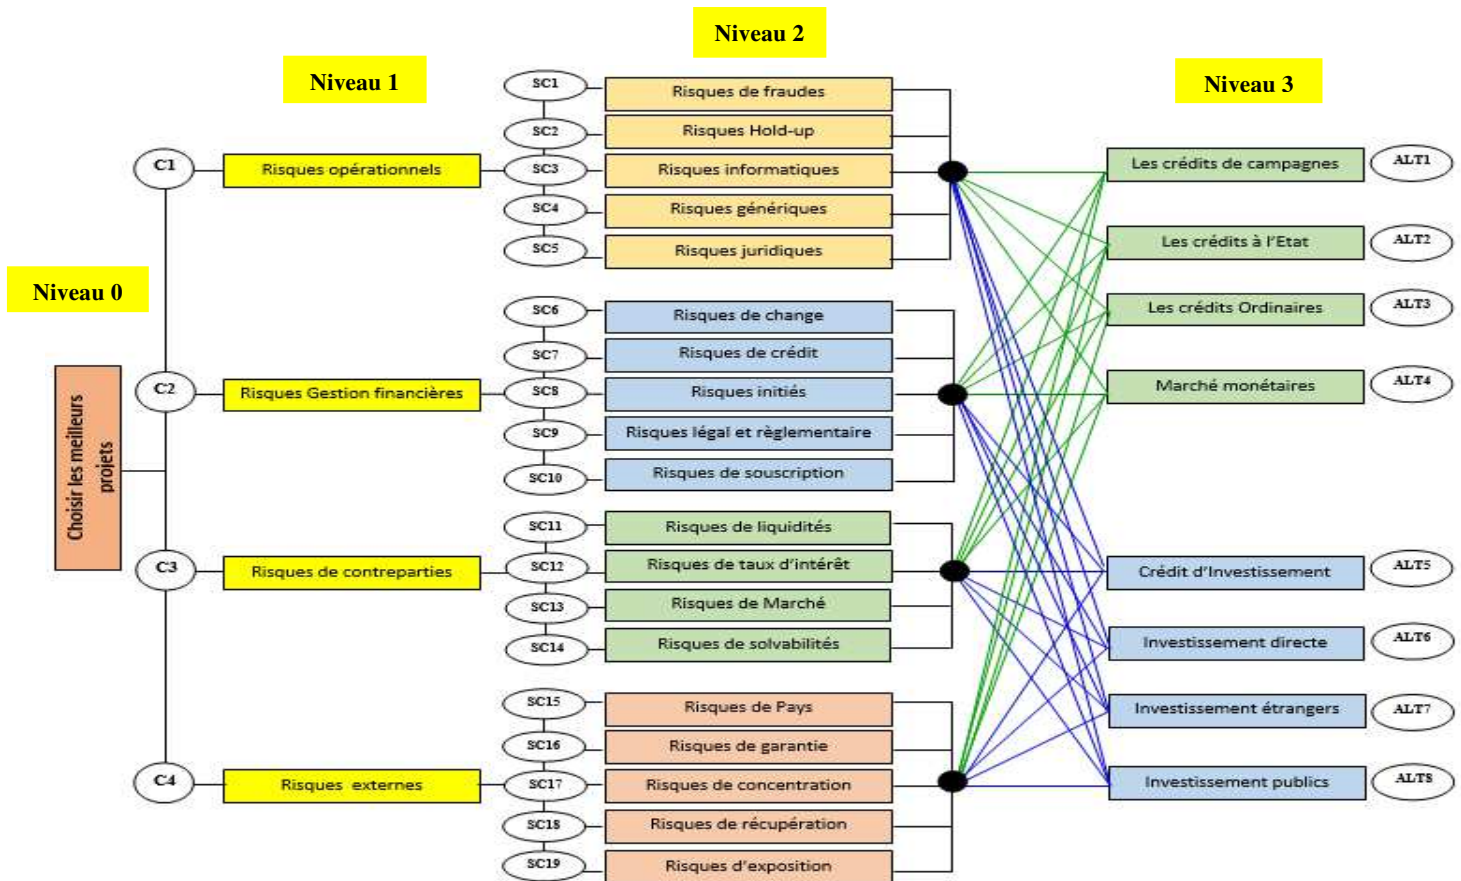 Niveau 2
Niveau 1
Niveau 3
Niveau 0
Choisir les meilleurs
projets
C1
Risques opérationnels
C2
Risques Gestion financières
C3
Risques de contreparties
C4
Risques externes
SC1
Risques de fraudes
SC2
Risques Hold-up
SC3
Risques informatiques
SC4
Risques génériques
SC5
Risques juridiques
SC6
Risques de change
SC7
Risques de crédit
SC8
Risques initiés
SC9
Risques légal et règlementaire
SC10
Risques de souscription
SC11
Risques de liquidités
SC12
Risques de taux d'intérêt
SC13
Risques de Marché
SC14
Risques de solvabilités
SC15
Risques de Pays
SC16
Risques de garantie
SC17
Risques de concentration
SC18
Risques de récupération
SC19
Risques d'exposition
Les crédits de campagnes
ALT1
Les crédits à l'Etat
ALT2
Les crédits Ordinaires
ALT3
Marché monétaires
ALT4
Crédit d'Investissement
ALT5
Investissement directe
ALT6
Investissement étrangers
ALT7
Investissement publics
ALT8